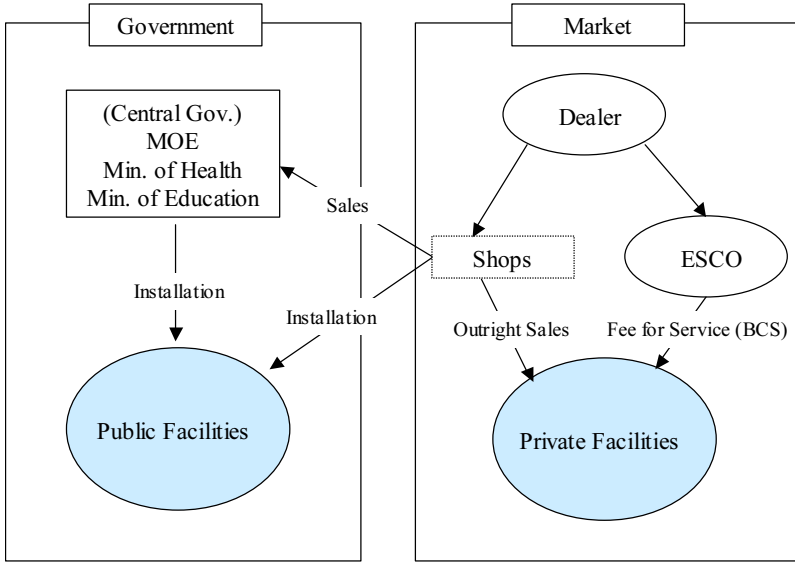 Government
Market
(Central Gov.)
MOE
Min. of Health
Min. of Education
Dealer
Sales
Shops
ESCO
Installation
Installation
Outright Sales
Fee for Service (BCS)
Public Facilities
Private Facilities